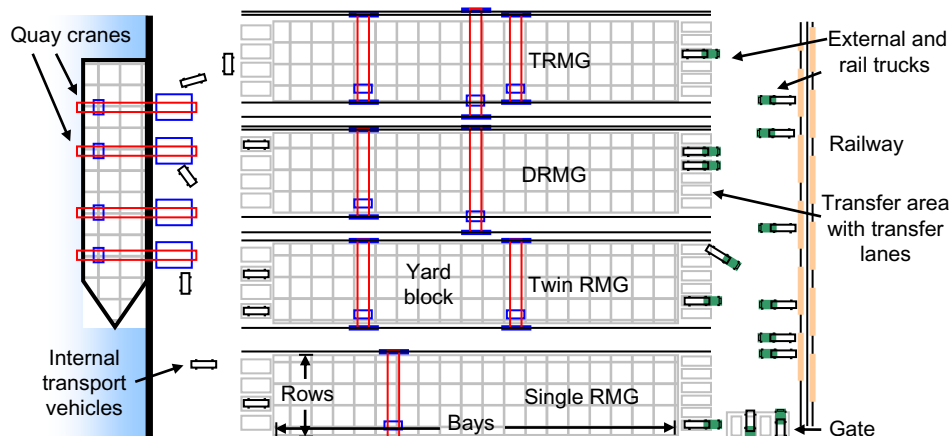 Quay cranes
TRMG
External and
rail trucks
DRMG
Railway
Transfer area
with transfer
lanes
Yard
block
Twin RMG
Internal
transport
vehicles
Rows
Single RMG
Bays
Gate